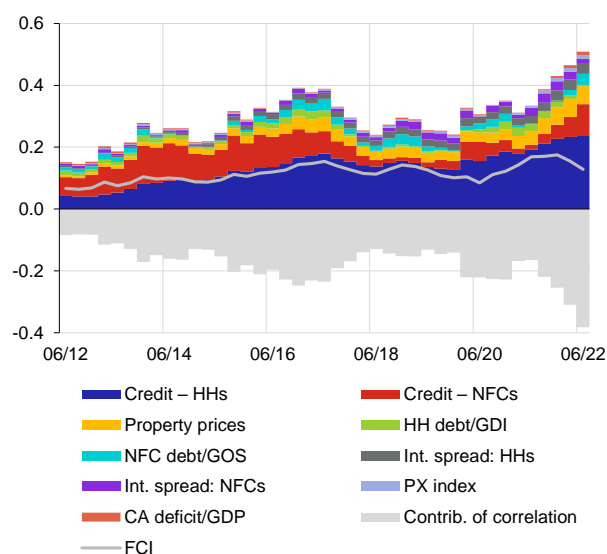 0.6
0.4
0.2
0.0
-0.2
-0.4
06/12 06/14 06/16 06/18 06/20 06/22
Credit – HHs Credit – NFCs
Property prices HH debt/GDI
NFC debt/GOS Int. spread: HHs
Int. spread: NFCs PX index
CA deficit/GDP Contrib. of correlation
FCI